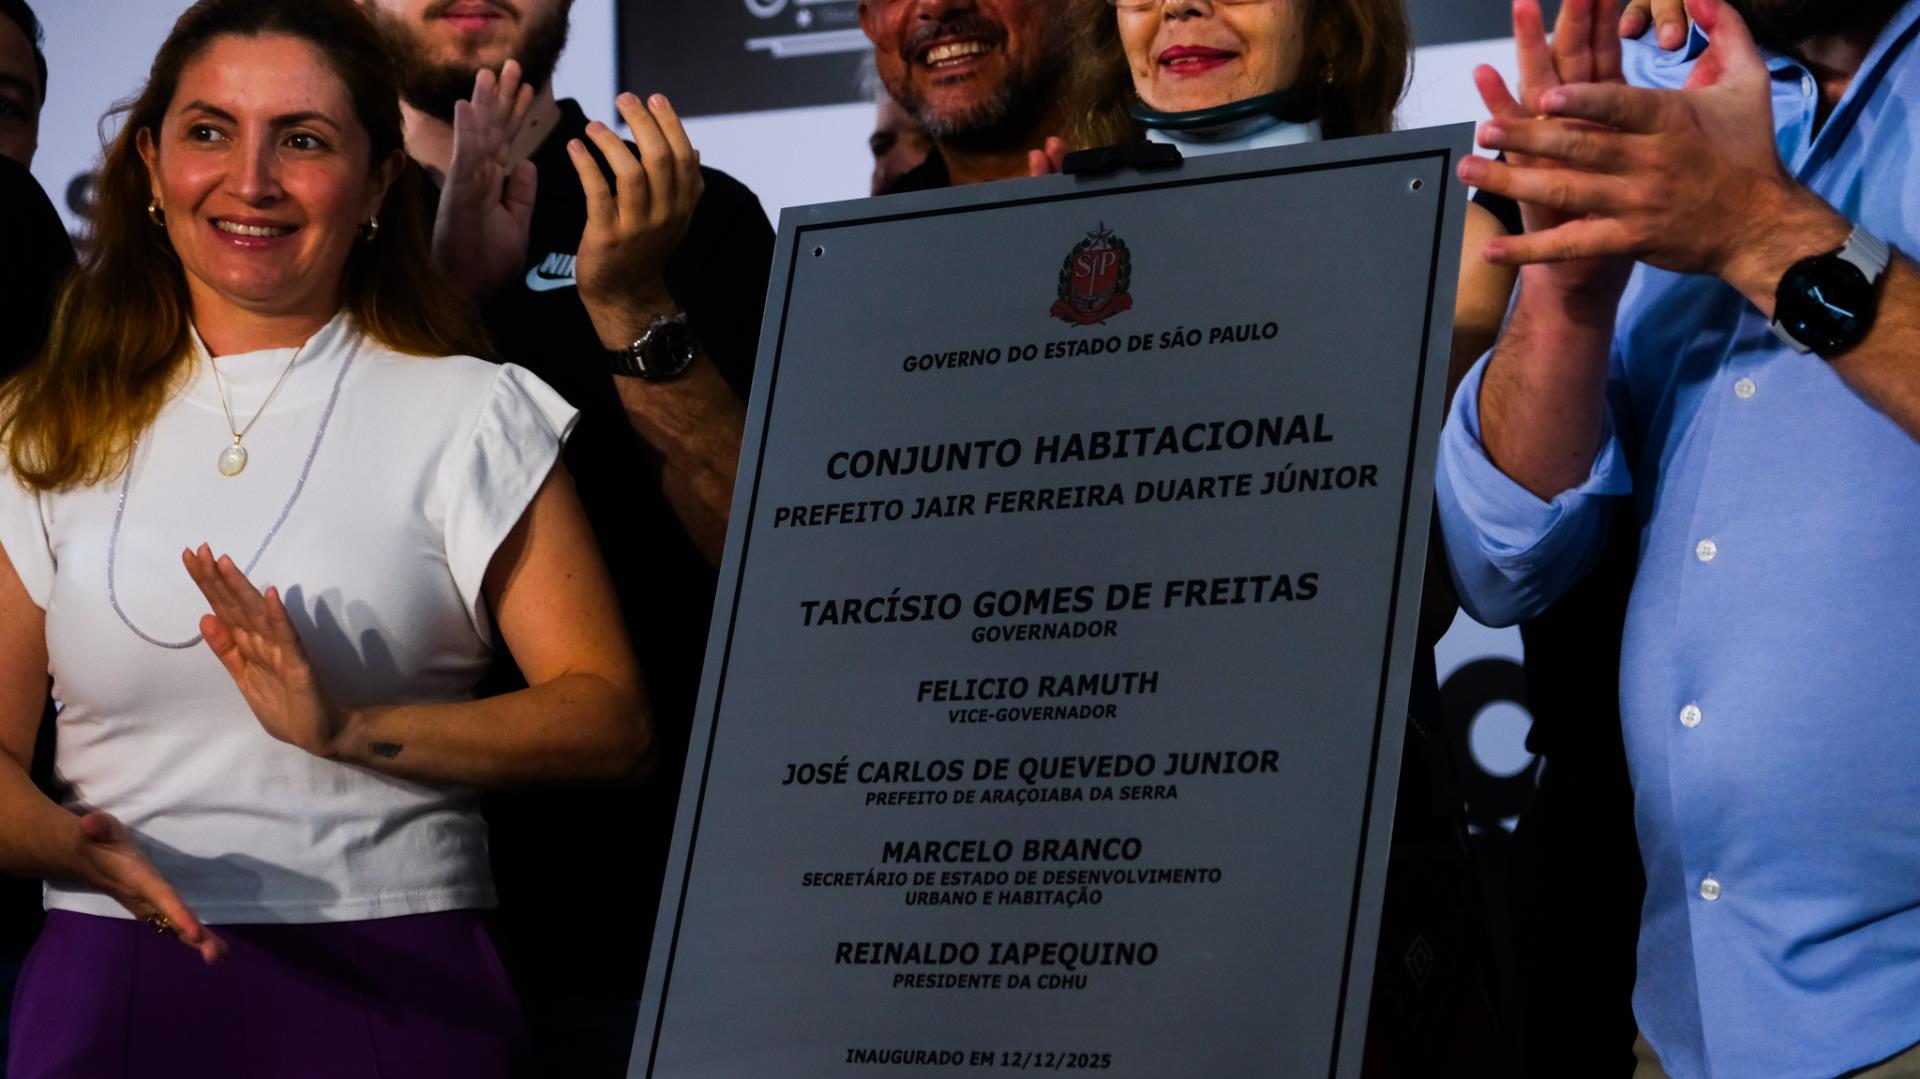 SP
GOVERNO DO ESTADO DE SÃO PAULO
CONJUNTO HABITACIONAL
PREFEITO JAIR FERREIRA DUARTE JÚNIOR
TARCÍSIO GOMES DE FREITAS
GOVERNADOR
FELICIO RAMUTH
VICE-GOVERNADOR
JOSÉ CARLOS DE QUEVEDO JUNIOR
PREFEITO DE ARAÇOIABA DA SERRA
MARCELO BRANCO
SECRETÁRIO DE ESTADO DE DESENVOLVIMENTO
URBANO E HABITAÇÃO
REINALDO IAPEQUINO
PRESIDENTE DA CDHU
INAUGURADO EM 12/12/2025